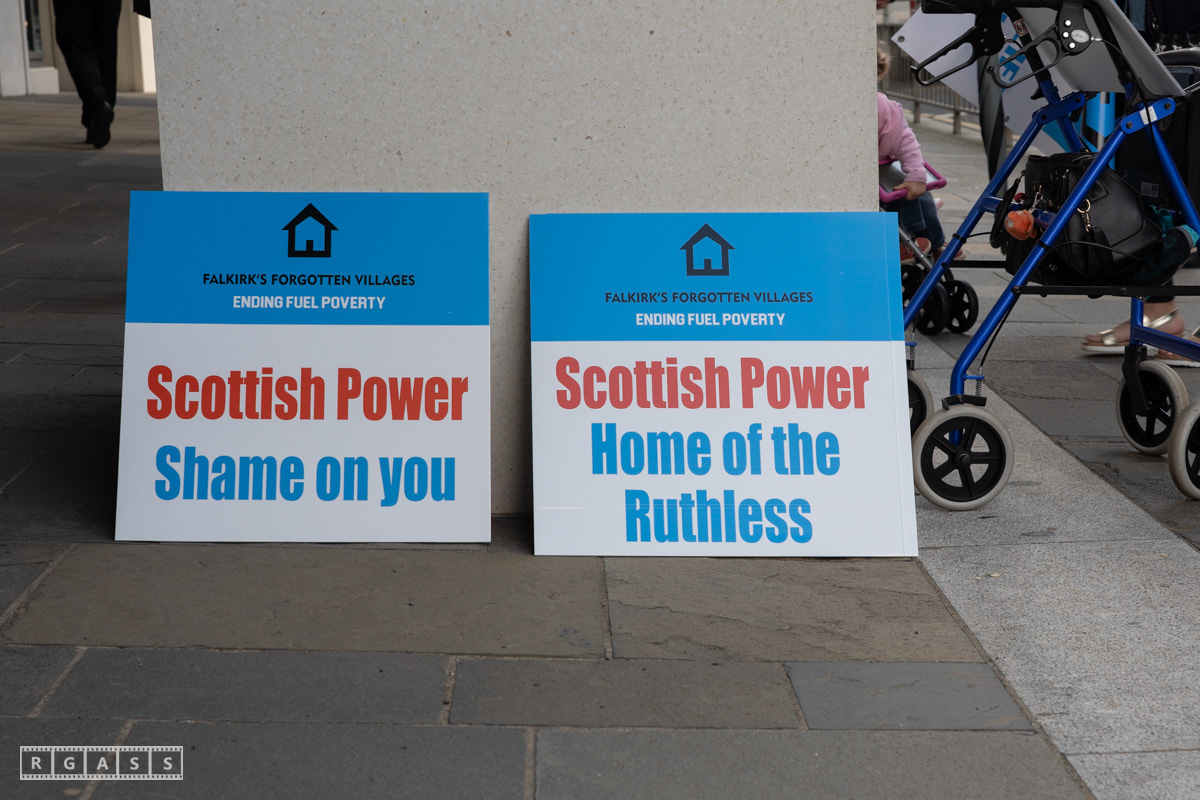 FALKIRK'S FORGOTTEN VILLAGES
ENDING FUEL POVERTY
Scottish Power
Shame on you
FALKIRK'S FORGOTTEN VILLAGES
ENDING FUEL POVERTY
Scottish Power
Home of the
Ruthless
RGASS